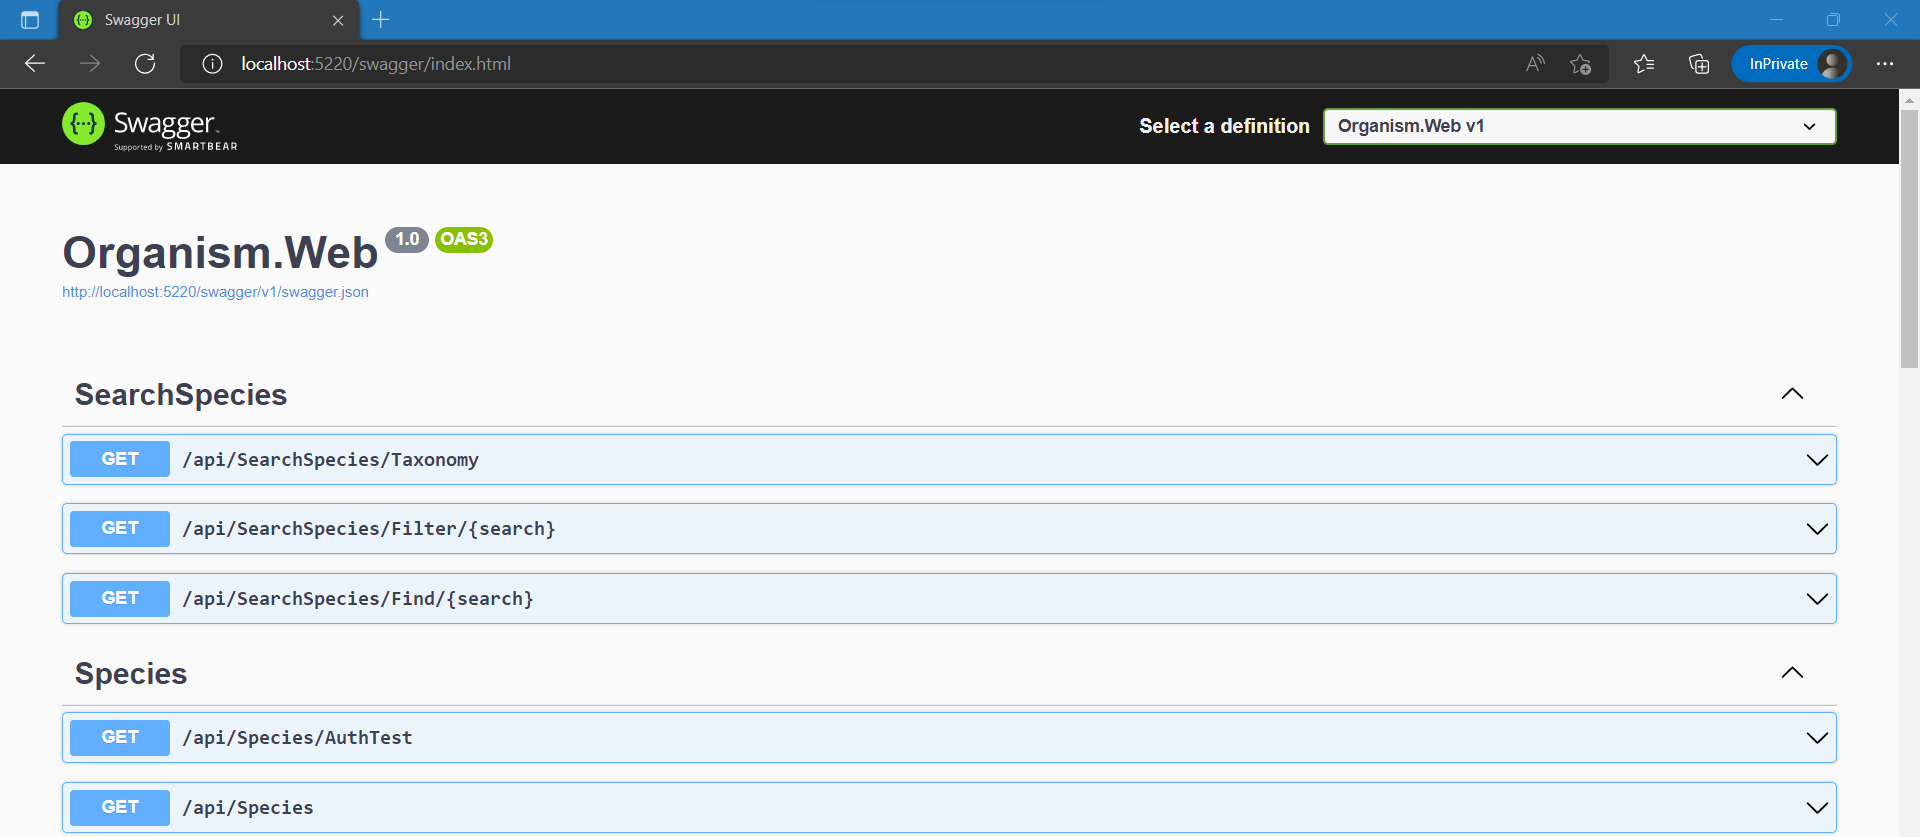 Swagger UI
localhost:5220/swagger/index.html
InPrivate
{···} Swagger™
Supported by SMARTBEAR
Select a definition
Organism.Web v1
Organism.Web 1.0 OAS3
http://localhost:5220/swagger/v1/swagger.json
SearchSpecies
GET /api/SearchSpecies/Taxonomy
GET /api/SearchSpecies/Filter/{search}
GET /api/SearchSpecies/Find/{search}
Species
GET /api/Species/AuthTest
GET /api/Species